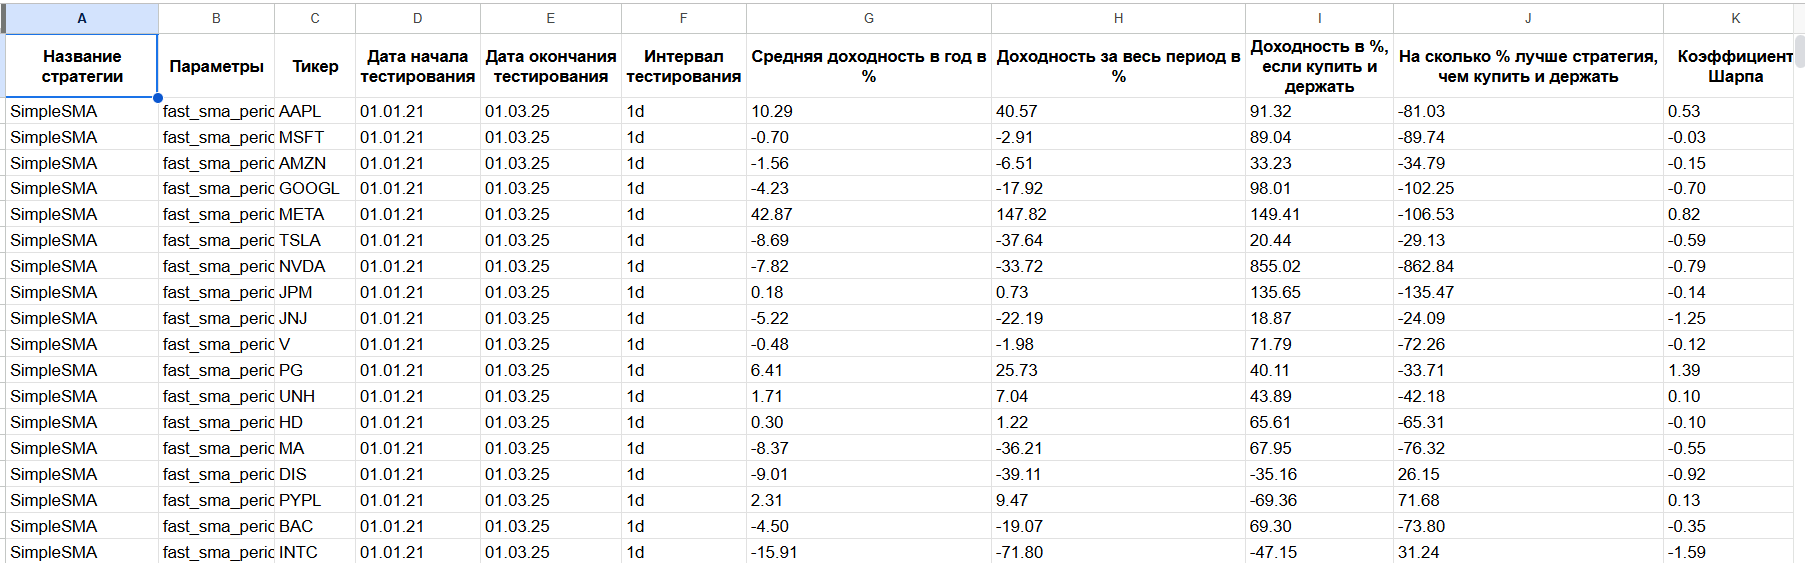 A B C D E F G H I J K
Название стратегии Параметры Тикер Дата начала тестирования Дата окончания тестирования Интервал тестирования Средняя доходность в год в % Доходность за весь период в % Доходность в %, если купить и держать На сколько % лучше стратегия, чем купить и держать Коэффициент Шарпа
SimpleSMA fast_sma_peric AAPL 01.01.21 01.03.25 1d 10.29 40.57 91.32 -81.03 0.53
SimpleSMA fast_sma_peric MSFT 01.01.21 01.03.25 1d -0.70 -2.91 89.04 -89.74 -0.03
SimpleSMA fast_sma_peric AMZN 01.01.21 01.03.25 1d -1.56 -6.51 33.23 -34.79 -0.15
SimpleSMA fast_sma_peric GOOGL 01.01.21 01.03.25 1d -4.23 -17.92 98.01 -102.25 -0.70
SimpleSMA fast_sma_peric META 01.01.21 01.03.25 1d 42.87 147.82 149.41 -106.53 0.82
SimpleSMA fast_sma_peric TSLA 01.01.21 01.03.25 1d -8.69 -37.64 20.44 -29.13 -0.59
SimpleSMA fast_sma_peric NVDA 01.01.21 01.03.25 1d -7.82 -33.72 855.02 -862.84 -0.79
SimpleSMA fast_sma_peric JPM 01.01.21 01.03.25 1d 0.18 0.73 135.65 -135.47 -0.14
SimpleSMA fast_sma_peric JNJ 01.01.21 01.03.25 1d -5.22 -22.19 18.87 -24.09 -1.25
SimpleSMA fast_sma_peric V 01.01.21 01.03.25 1d -0.48 -1.98 71.79 -72.26 -0.12
SimpleSMA fast_sma_peric PG 01.01.21 01.03.25 1d 6.41 25.73 40.11 -33.71 1.39
SimpleSMA fast_sma_peric UNH 01.01.21 01.03.25 1d 1.71 7.04 43.89 -42.18 0.10
SimpleSMA fast_sma_peric HD 01.01.21 01.03.25 1d 0.30 1.22 65.61 -65.31 -0.10
SimpleSMA fast_sma_peric MA 01.01.21 01.03.25 1d -8.37 -36.21 67.95 -76.32 -0.55
SimpleSMA fast_sma_peric DIS 01.01.21 01.03.25 1d -9.01 -39.11 -35.16 26.15 -0.92
SimpleSMA fast_sma_peric PYPL 01.01.21 01.03.25 1d 2.31 9.47 -69.36 71.68 0.13
SimpleSMA fast_sma_peric BAC 01.01.21 01.03.25 1d -4.50 -19.07 69.30 -73.80 -0.35
SimpleSMA fast_sma_peric INTC 01.01.21 01.03.25 1d -15.91 -71.80 -47.15 31.24 -1.59